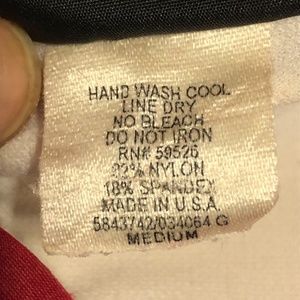 HAND WASH COOL
LINE DRY
NO BLEACH
DO NOT IRON
RN# 59526
82% NYLON
18% SPANDEX
MADE IN U.S.A.
5843742/034064 G
MEDIUM